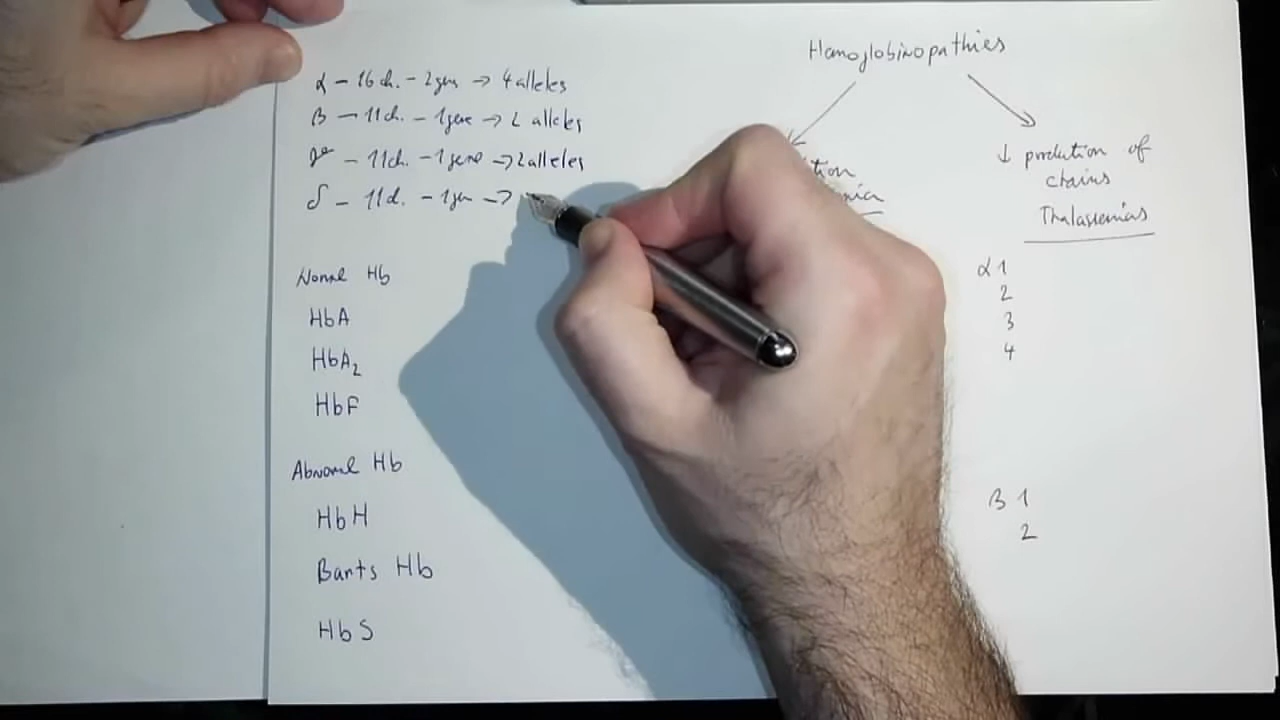 α – 16 ch. – 2 gens → 4 alleles
β – 11 ch. – 1 gene → 2 alleles
γ – 11 ch. – 1 gene → 2 alleles
δ – 11 ch. – 1 gen →
Normal Hb
HbA
HbA₂
HbF
Abnormal Hb
HbH
Barts Hb
HbS
Hemoglobinopathies
↓ production of
chains
Thalassemias
α 1
2
3
4
β 1
2